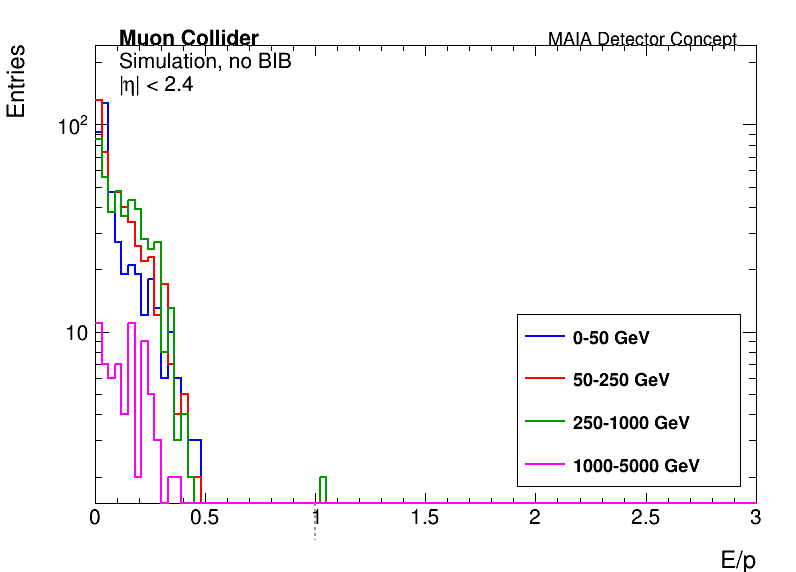 Muon Collider
MAIA Detector Concept
Simulation, no BIB
|η| < 2.4
Entries
10²
10
0-50 GeV
50-250 GeV
250-1000 GeV
1000-5000 GeV
0 0.5 1 1.5 2 2.5 3
E/p